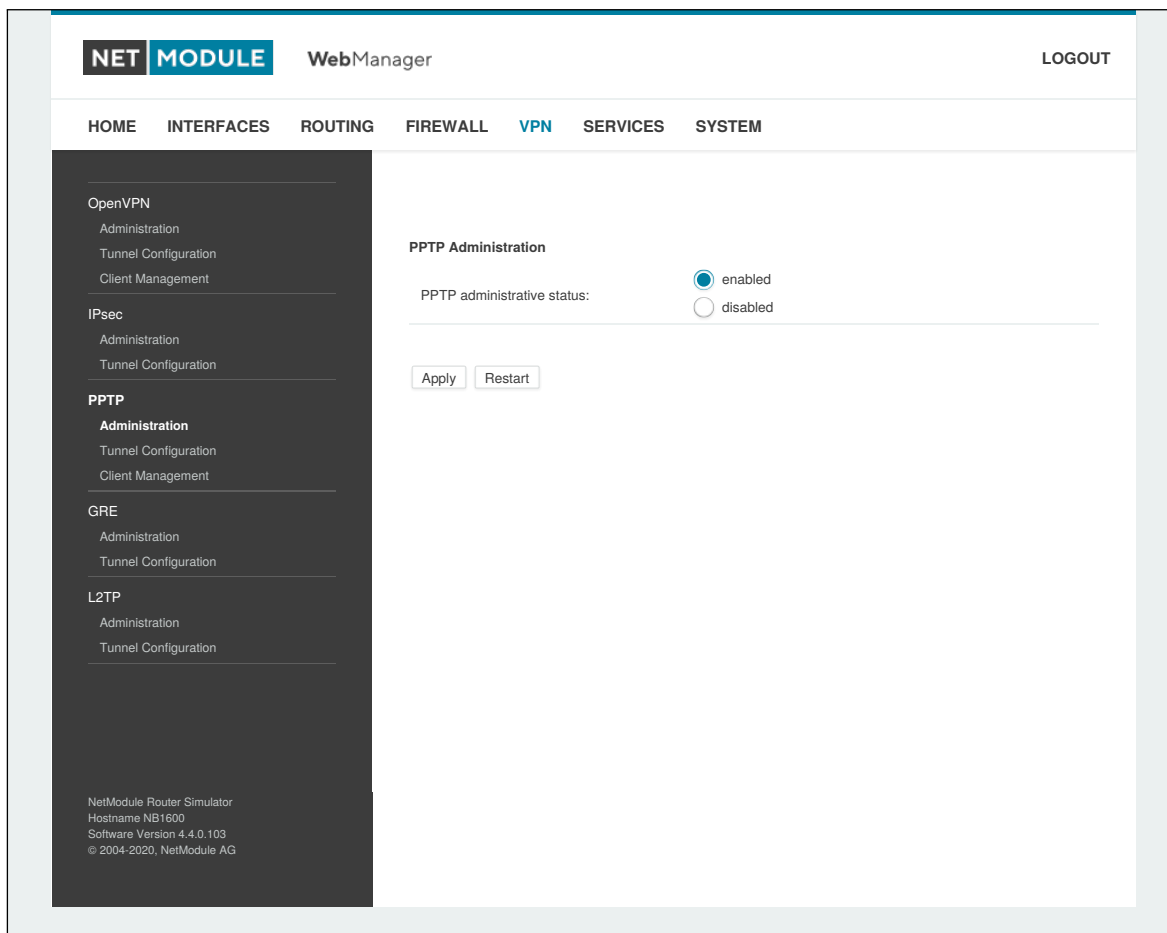 NET MODULE WebManager LOGOUT
HOME INTERFACES ROUTING FIREWALL VPN SERVICES SYSTEM
OpenVPN
Administration
Tunnel Configuration
Client Management
IPsec
Administration
Tunnel Configuration
PPTP
Administration
Tunnel Configuration
Client Management
GRE
Administration
Tunnel Configuration
L2TP
Administration
Tunnel Configuration
NetModule Router Simulator
Hostname NB1600
Software Version 4.4.0.103
© 2004-2020, NetModule AG
PPTP Administration
PPTP administrative status:
enabled
disabled
Apply Restart